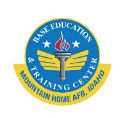 BASE EDUCATION
& TRAINING CENTER
MOUNTAIN HOME AFB, IDAHO